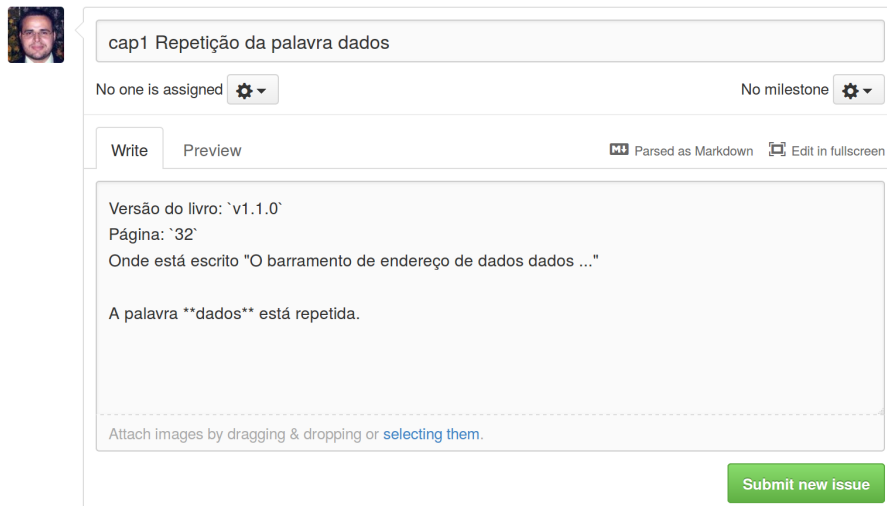 cap1 Repetição da palavra dados
No one is assigned
No milestone
Write
Preview
Parsed as Markdown
Edit in fullscreen
Versão do livro: `v1.1.0`
Página: `32`
Onde está escrito "O barramento de endereço de dados dados ..."
A palavra **dados** está repetida.
Attach images by dragging & dropping or selecting them.
Submit new issue